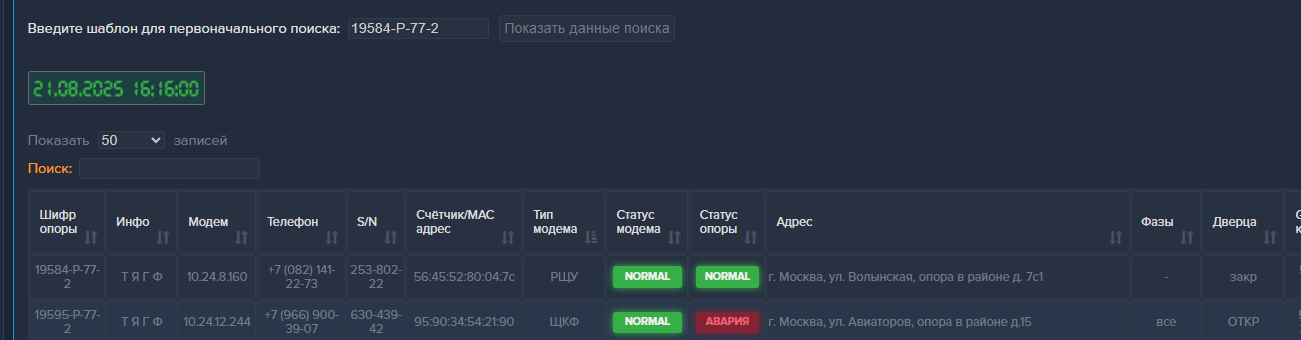 Введите шаблон для первоначального поиска: 19584-Р-77-2 Показать данные поиска
21.08.2025 16:16:00
Показать 50 записей
Поиск:
Шифр опоры Инфо Модем Телефон S/N Счётчик/MAC адрес Тип модема Статус модема Статус опоры Адрес Фазы Дверца
19584-Р-77-2 Т Я Г Ф 10.24.8.160 +7 (082) 141-22-73 253-802-22 56:45:52:80:04:7c РЩУ NORMAL NORMAL г. Москва, ул. Волынская, опора в районе д. 7с1 - закр
19595-Р-77-2 Т Я Г Ф 10.24.12.244 +7 (966) 900-39-07 630-439-42 95:90:34:54:21:90 ЩКФ NORMAL АВАРИЯ г. Москва, ул. Авиаторов, опора в районе д.15 все ОТКР